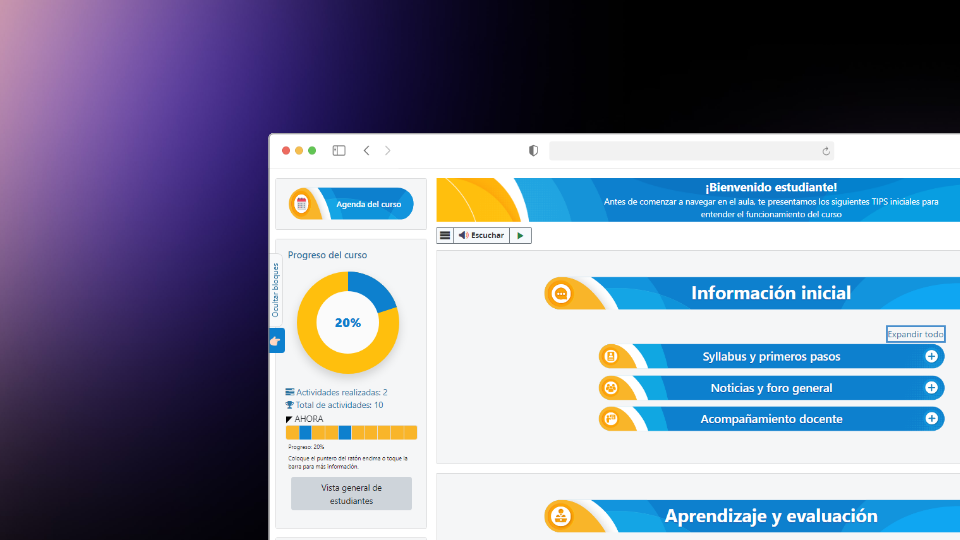 Agenda del curso
Ocultar bloques
Progreso del curso
20%
Actividades realizadas: 2
Total de actividades: 10
AHORA
Progreso: 20%
Coloque el puntero del ratón encima o toque la
barra para más información.
Vista general de
estudiantes
¡Bienvenido estudiante!
Antes de comenzar a navegar en el aula, te presentamos los siguientes TIPS iniciales para
entender el funcionamiento del curso
Escuchar
Información inicial
Expandir todo
Syllabus y primeros pasos
Noticias y foro general
Acompañamiento docente
Aprendizaje y evaluación